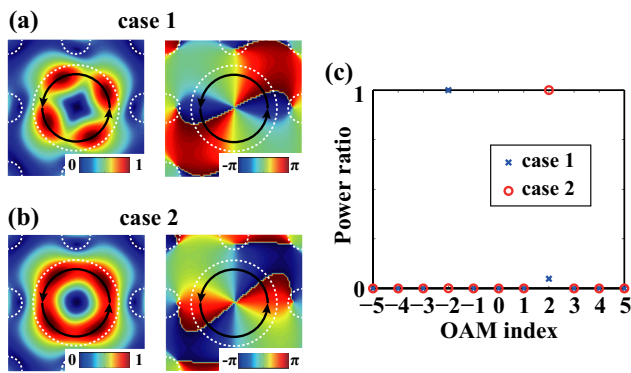 (a) case 1
0 1 -π π
(b) case 2
0 1 -π π
(c)
1
Power ratio
× case 1
○ case 2
0
−5 −4 −3 −2 −1 0 1 2 3 4 5
OAM index